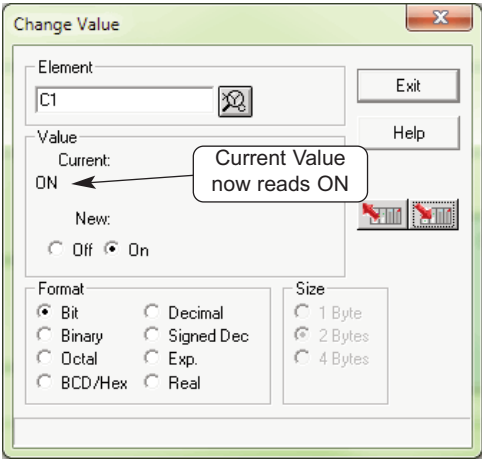 Change Value
Element
C1
Exit
Help
Value
Current:
ON
Current Value
now reads ON
New:
Off On
Format
Bit Decimal
Binary Signed Dec
Octal Exp.
BCD/Hex Real
Size
1 Byte
2 Bytes
4 Bytes